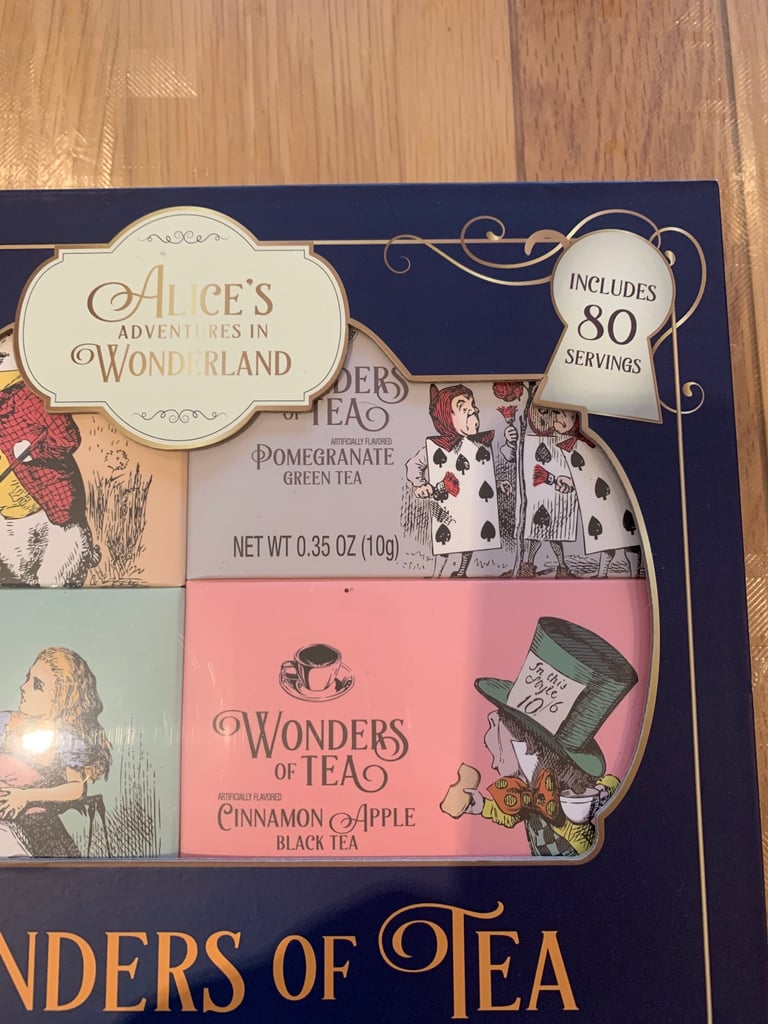 ALICE'S
ADVENTURES IN
WONDERLAND
INCLUDES
80
SERVINGS
OF TEA
ARTIFICIALLY FLAVORED
POMEGRANATE
GREEN TEA
NET WT 0.35 OZ (10g)
In this
Style
10/6
WONDERS
OF TEA
ARTIFICIALLY FLAVORED
CINNAMON APPLE
BLACK TEA
NDERS OF TEA